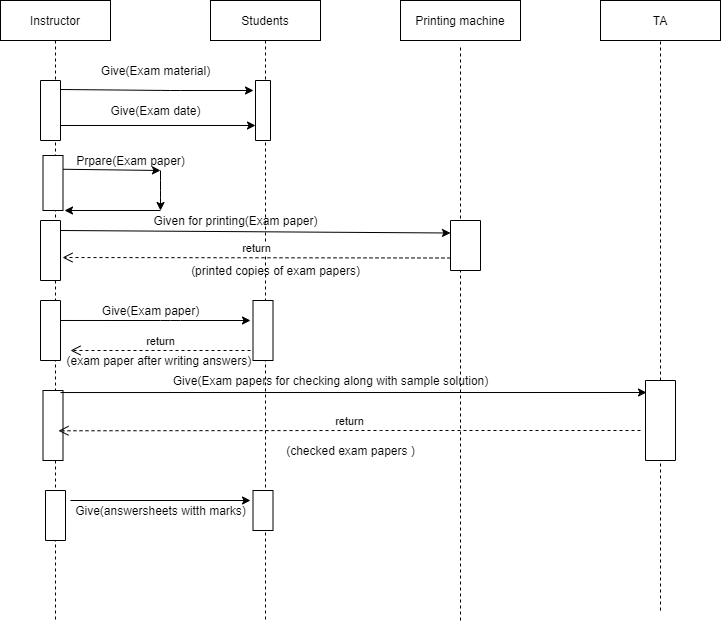 Instructor
Students
Printing machine
TA
Give(Exam material)
Give(Exam date)
Prpare(Exam paper)
Given for printing(Exam paper)
return
(printed copies of exam papers)
Give(Exam paper)
return
(exam paper after writing answers)
Give(Exam papers for checking along with sample solution)
return
(checked exam papers )
Give(answersheets witth marks)